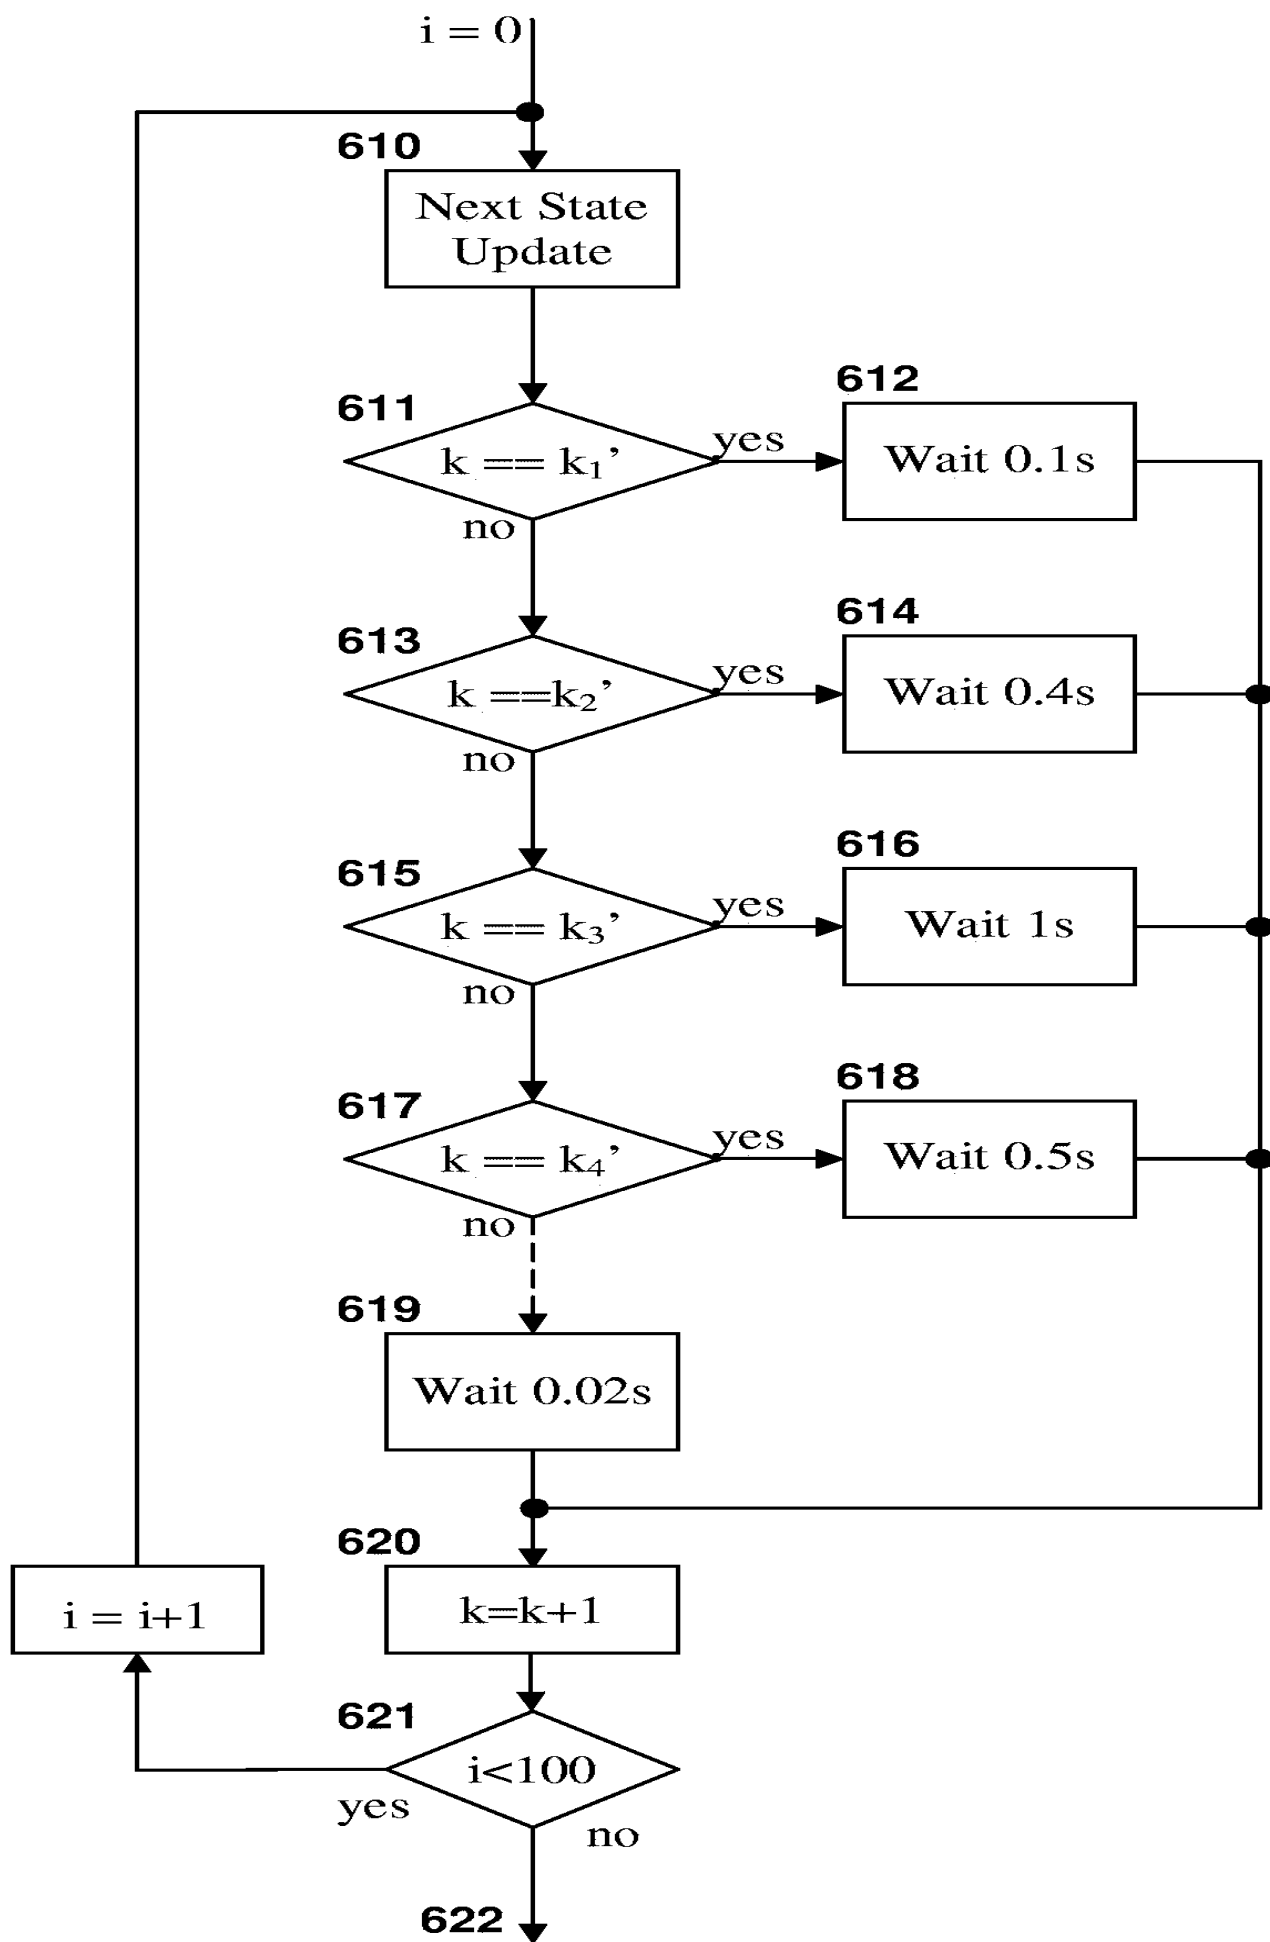 i = 0
610
Next State
Update
611
k == k₁’
yes
no
612
Wait 0.1s
613
k ==k₂’
yes
no
614
Wait 0.4s
615
k == k₃’
yes
no
616
Wait 1s
617
k == k₄’
yes
no
618
Wait 0.5s
619
Wait 0.02s
620
k=k+1
i = i+1
621
i<100
yes
no
622